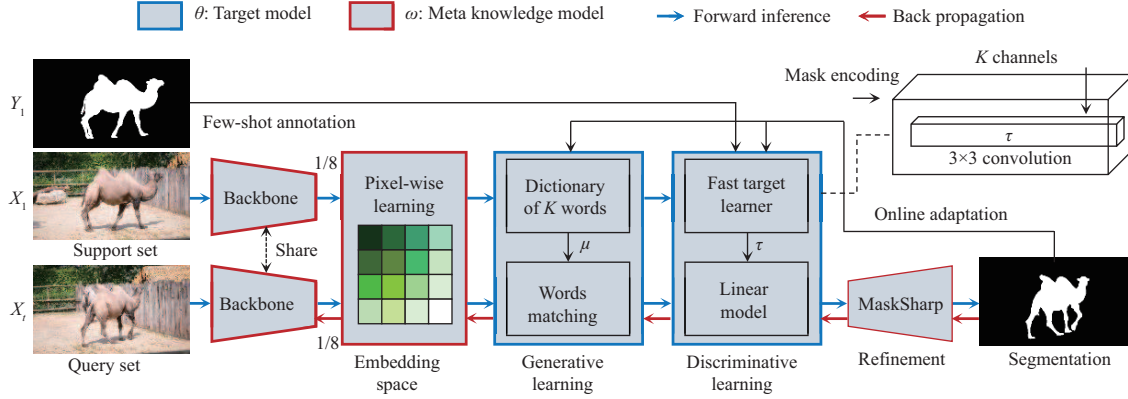 θ: Target model
ω: Meta knowledge model
Forward inference
Back propagation
Y₁
Few-shot annotation
Mask encoding
K channels
τ
3×3 convolution
X₁
Support set
Backbone
1/8
Pixel-wise
learning
Dictionary
of K words
Fast target
learner
Online adaptation
Share
μ
τ
Xₜ
Query set
Backbone
1/8
Words
matching
Linear
model
MaskSharp
Embedding
space
Generative
learning
Discriminative
learning
Refinement
Segmentation